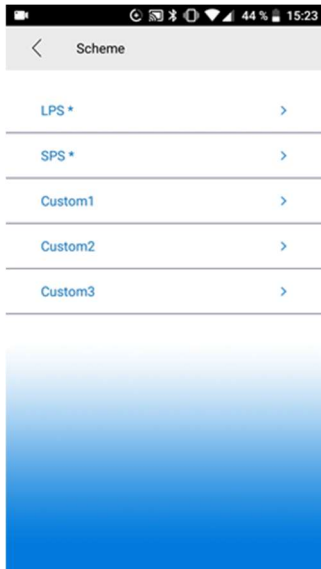 44 % 15:23
Scheme
LPS *
SPS *
Custom1
Custom2
Custom3